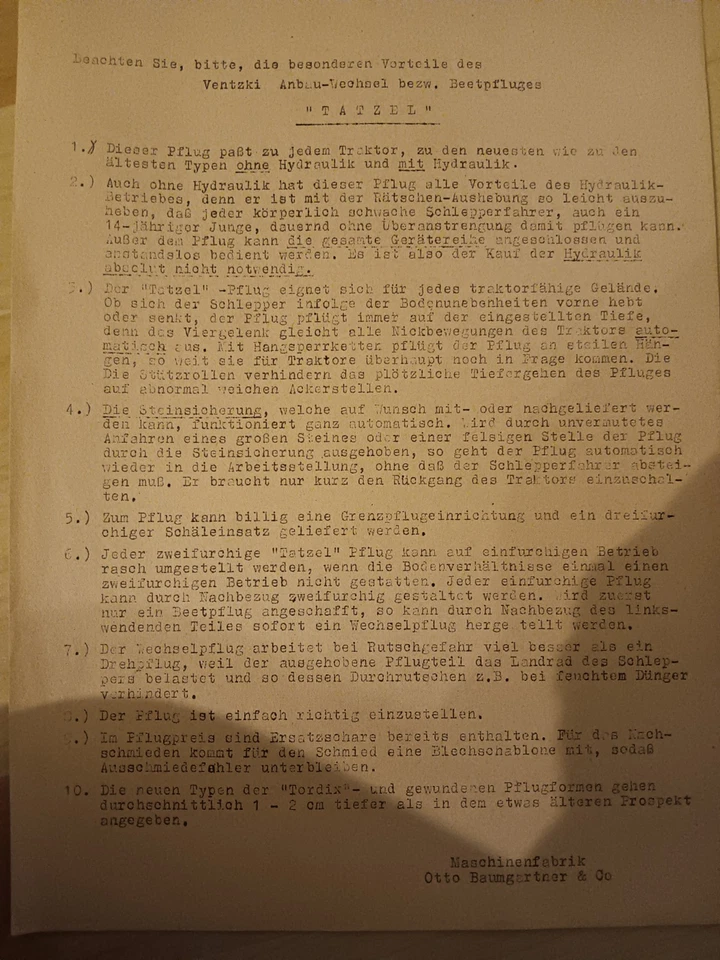 Beachten Sie, bitte, die besonderen Vorteile des
Ventzki Anbau-Wechsel bezw. Beetpfluges
"TATZEL"
1.) Dieser Pflug paßt zu jedem Traktor, zu den neuesten wie zu den
ältesten Typen ohne Hydraulik und mit Hydraulik.
2.) Auch ohne Hydraulik hat dieser Pflug alle Vorteile des Hydraulik-
Betriebes, denn er ist mit der Rätschen-Aushebung so leicht auszu-
heben, daß jeder körperlich schwache Schlepperfahrer, auch ein
14-jähriger Junge, dauernd ohne Überanstrengung damit pflügen kann.
Außer dem Pflug kann die gesamte Gerätereihe angeschlossen und
anstandslos bedient werden. Es ist also der Kauf der Hydraulik
absolut nicht notwendig.
3.) Der "Tatzel" -Pflug eignet sich für jedes traktorfähige Gelände.
Ob sich der Schlepper infolge der Bodenunebenheiten vorne hebt
oder senkt, der Pflug pflügt immer auf der eingestellten Tiefe,
denn das Viergelenk gleicht alle Nickbewegungen des Traktors auto-
matisch aus. Mit Hangsperrketten pflügt der Pflug an steilen Hän-
gen, so weit sie für Traktore überhaupt noch in Frage kommen. Die
Die Stützrollen verhindern das plötzliche Tiefergehen des Pfluges
auf abnormal weichen Ackerstellen.
4.) Die Steinsicherung, welche auf Wunsch mit- oder nachgeliefert wer-
den kann, funktioniert ganz automatisch. Wird durch unvermutetes
Anfahren eines großen Steines oder einer felsigen Stelle der Pflug
durch die Steinsicherung ausgehoben, so geht der Pflug automatisch
wieder in die Arbeitsstellung, ohne daß der Schlepperfahrer abstei-
gen muß. Er braucht nur kurz den Rückgang des Traktors einzuschal-
ten.
5.) Zum Pflug kann billig eine Grenzpflugeinrichtung und ein dreifur-
chiger Schäleinsatz geliefert werden.
6.) Jeder zweifurchige "Tatzel" Pflug kann auf einfurchigen Betrieb
rasch umgestellt werden, wenn die Bodenverhältnisse einmal einen
zweifurchigen Betrieb nicht gestatten. Jeder einfurchige Pflug
kann durch Nachbezug zweifurchig gestaltet werden. Wird zuerst
nur ein Beetpflug angeschafft, so kann durch Nachbezug des links-
wendenden Teiles sofort ein Wechselpflug hergestellt werden.
7.) Der Wechselpflug arbeitet bei Rutschgefahr viel besser als ein
Drehpflug, weil der ausgehobene Pflugteil das Landrad des Schlep-
pers belastet und so dessen Durchrutschen z.B. bei feuchtem Dünger
verhindert.
8.) Der Pflug ist einfach richtig einzustellen.
9.) Im Pflugpreis sind Ersatzschare bereits enthalten. Für das Nach-
schmieden kommt für den Schmied eine Blechschablone mit, sodaß
Ausschmiedefehler unterbleiben.
10. Die neuen Typen der "Tordix"- und gewundenen Pflugformen gehen
durchschnittlich 1 - 2 cm tiefer als in dem etwas älteren Prospekt
angegeben.
Maschinenfabrik
Otto Baumgartner & Co